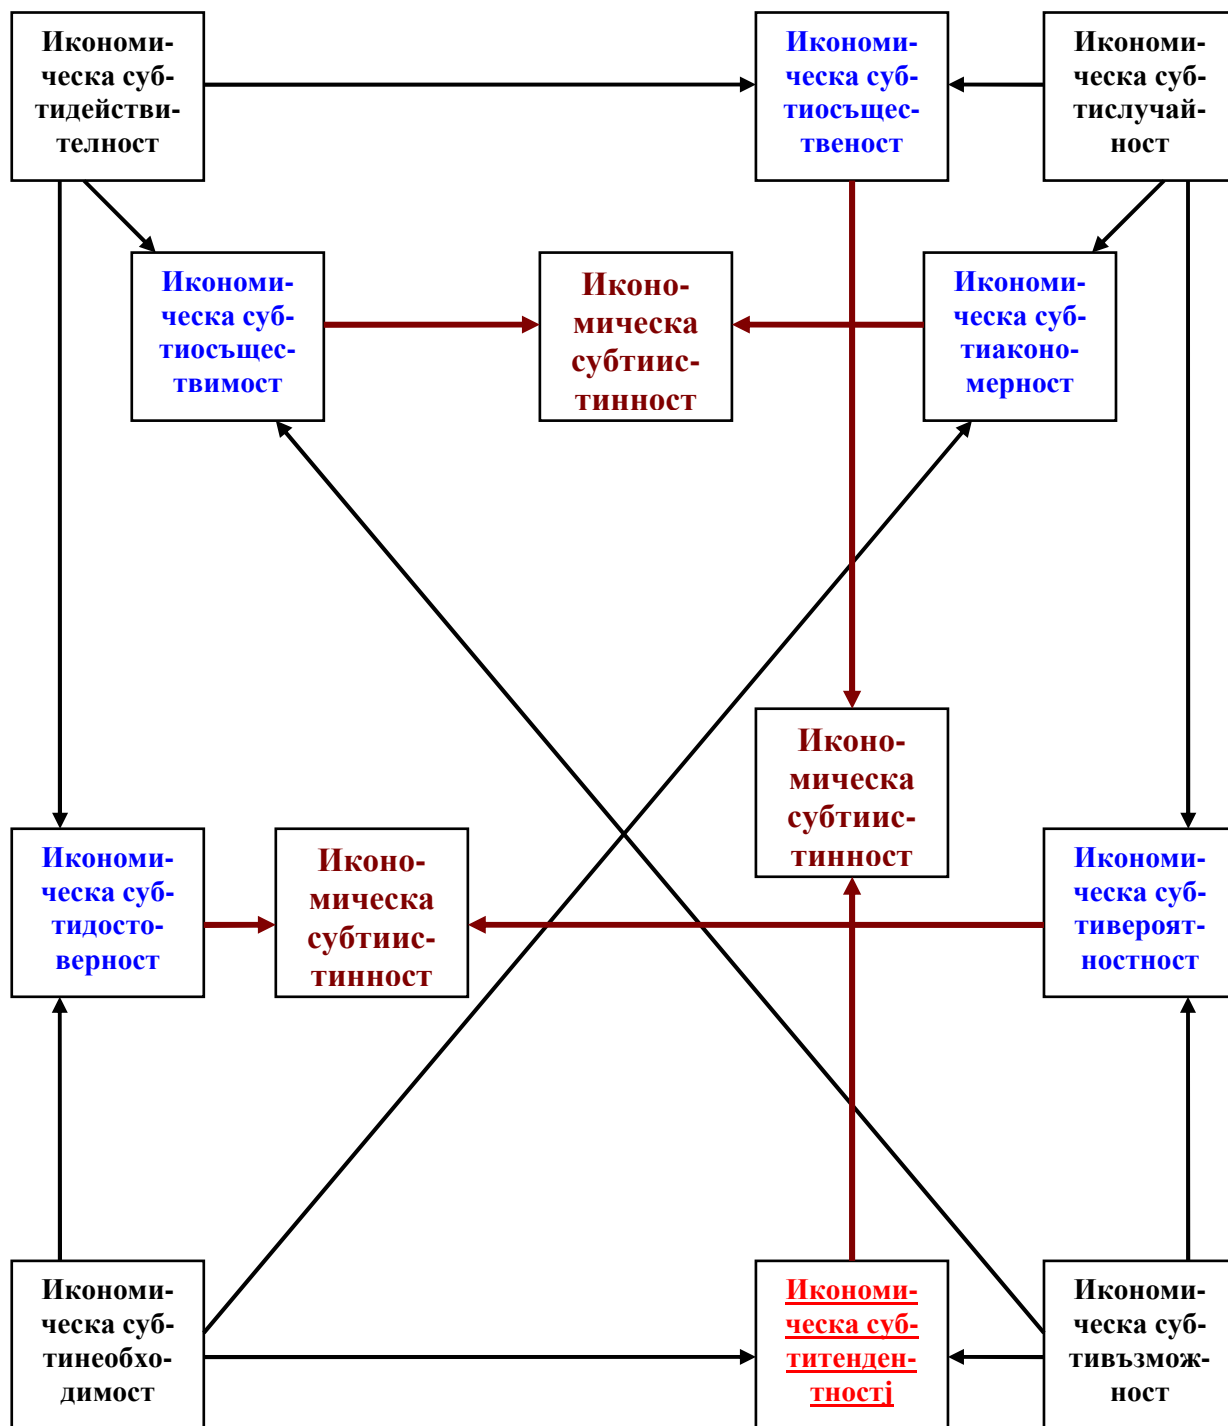 Икономи-
ческа суб-
тидействи-
телност
Икономи-
ческа суб-
тиосъщес-
твеност
Икономи-
ческа суб-
тислучай-
ност
Икономи-
ческа суб-
тиосъщес-
твимост
Иконо-
мическа
субтиис-
тинност
Икономи-
ческа суб-
тиаконо-
мерност
Иконо-
мическа
субтиис-
тинност
Икономи-
ческа суб-
тидосто-
верност
Иконо-
мическа
субтиис-
тинност
Икономи-
ческа суб-
тивероят-
ностност
Икономи-
ческа суб-
тинеобхо-
димост
Икономи-
ческа суб-
титенден-
тностj
Икономи-
ческа суб-
тивъзмож-
ност